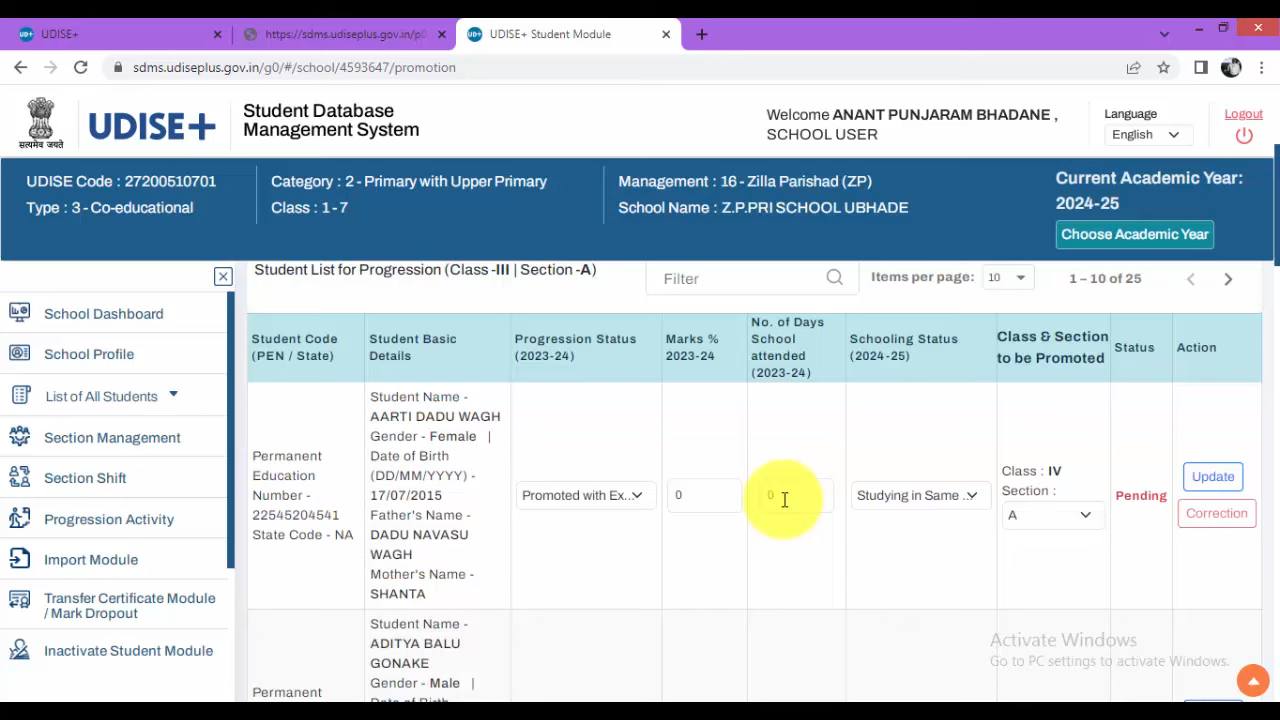 UDISE+
https://sdms.udiseplus.gov.in/p0
UDISE+ Student Module
sdms.udiseplus.gov.in/g0/#/school/4593647/promotion
सत्यमेव जयते
UDISE+
Student Database
Management System
Welcome ANANT PUNJARAM BHADANE ,
SCHOOL USER
Language
English
Logout
UDISE Code : 27200510701
Type : 3 - Co-educational
Category : 2 - Primary with Upper Primary
Class : 1 - 7
Management : 16 - Zilla Parishad (ZP)
School Name : Z.P.PRI SCHOOL UBHADE
Current Academic Year:
2024-25
Choose Academic Year
School Dashboard
School Profile
List of All Students
Section Management
Section Shift
Progression Activity
Import Module
Transfer Certificate Module
/ Mark Dropout
Inactivate Student Module
Student List for Progression (Class -III | Section -A)
Filter
Items per page: 10
1 – 10 of 25
Student Code
(PEN / State)
Student Basic
Details
Progression Status
(2023-24)
Marks %
2023-24
No. of Days
School
attended
(2023-24)
Schooling Status
(2024-25)
Class & Section
to be Promoted
Status
Action
Permanent
Education
Number -
22545204541
State Code - NA
Student Name -
AARTI DADU WAGH
Gender - Female |
Date of Birth
(DD/MM/YYYY) -
17/07/2015
Father's Name -
DADU NAVASU
WAGH
Mother's Name -
SHANTA
Promoted with Ex...
0
0
Studying in Same ...
Class : IV
Section :
A
Pending
Update
Correction
Permanent
Student Name -
ADITYA BALU
GONAKE
Gender - Male |
Date of Birth
Activate Windows
Go to PC settings to activate Windows.